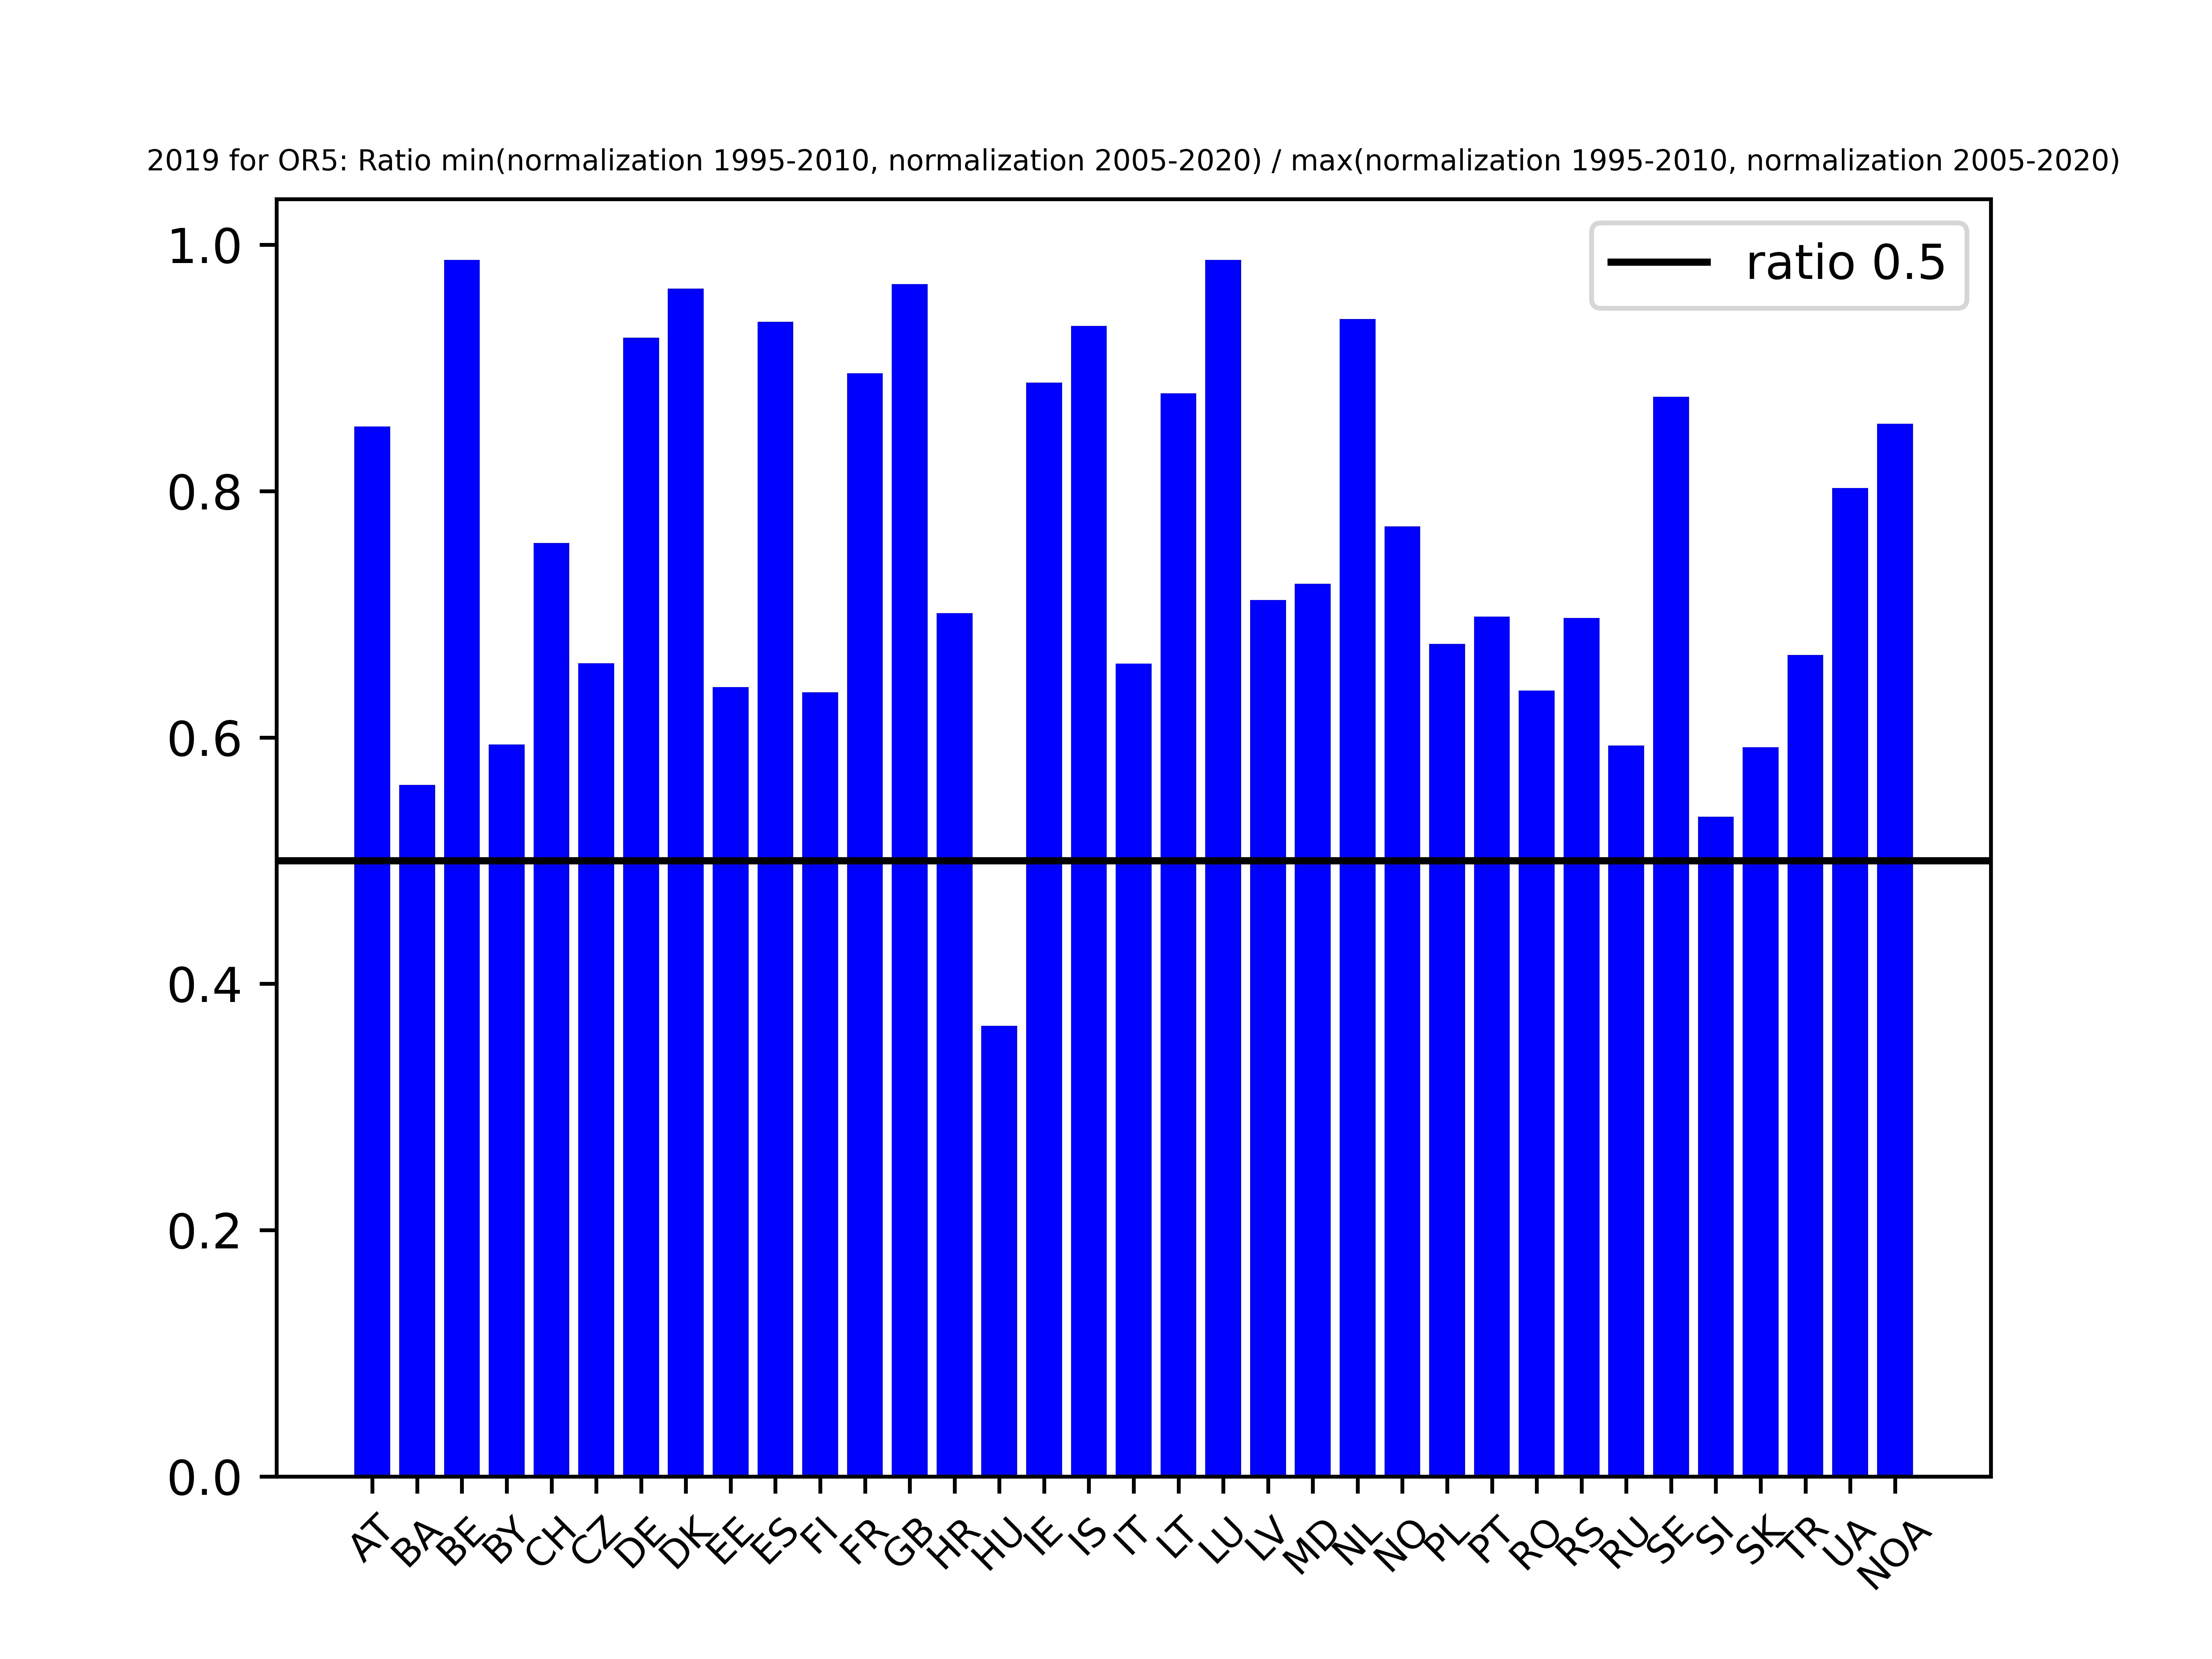 2019 for OR5: Ratio min(normalization 1995-2010, normalization 2005-2020) / max(normalization 1995-2010, normalization 2005-2020)
ratio 0.5
1.0
0.8
0.6
0.4
0.2
0.0
AT BA BE BY CH CZ DE DK EE ES FI FR GB HR HU IE IS IT LT LU LV MD NL NO PL PT RO RS RU SE SI SK TR UA NOA